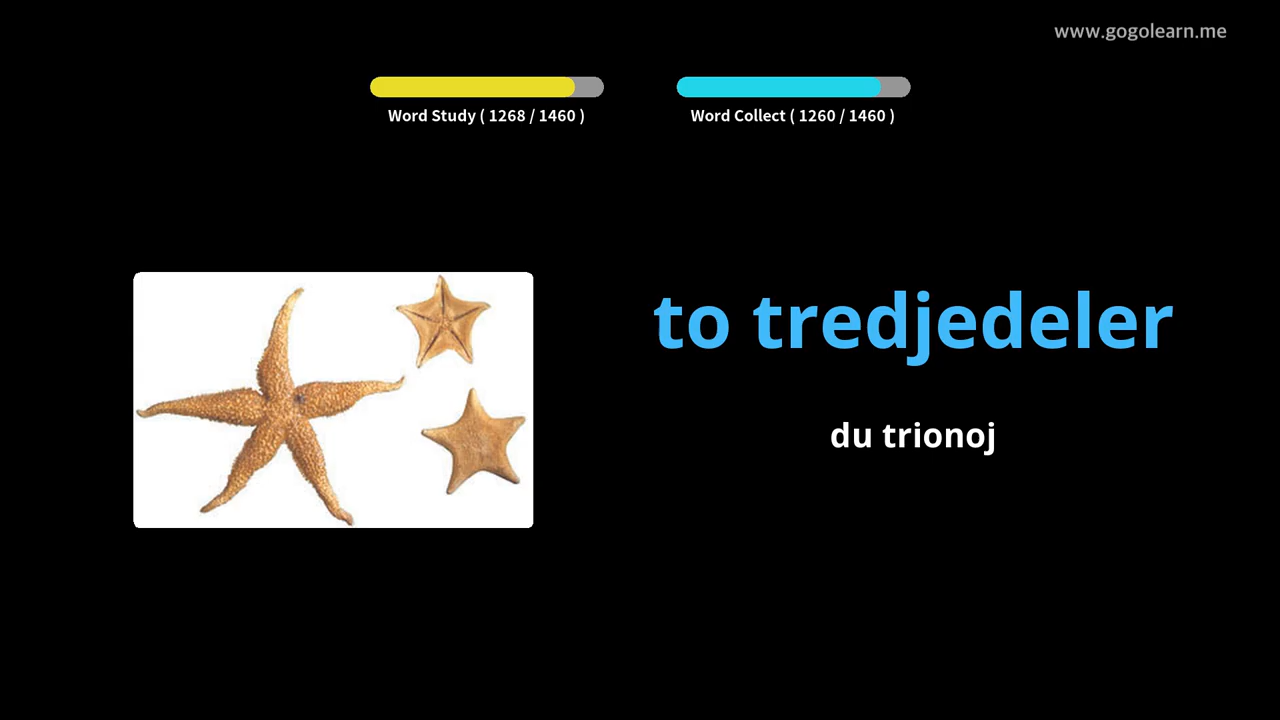 www.gogolearn.me
Word Study ( 1268 / 1460 )
Word Collect ( 1260 / 1460 )
to tredjedeler
du trionoj